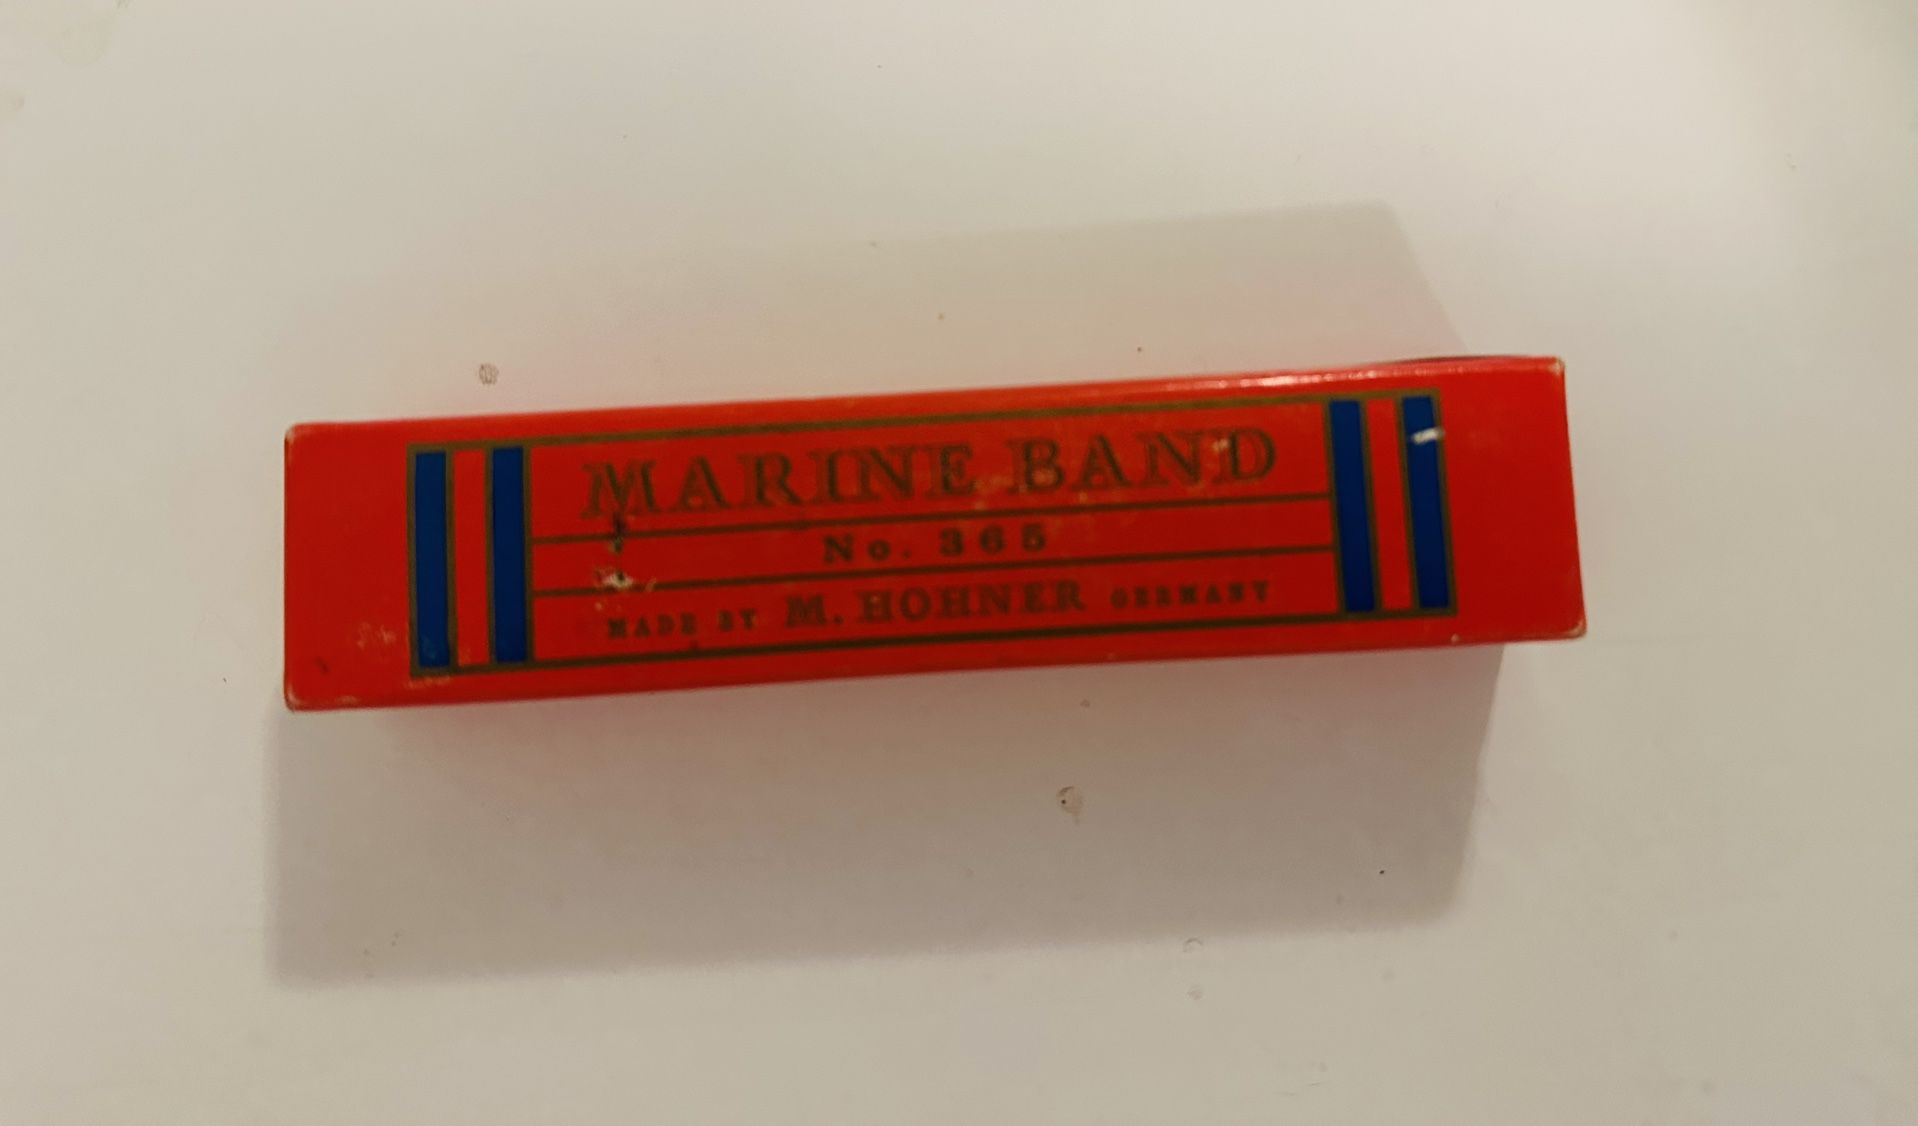 MARINE BAND
No. 365
MADE BY M. HOHNER GERMANY